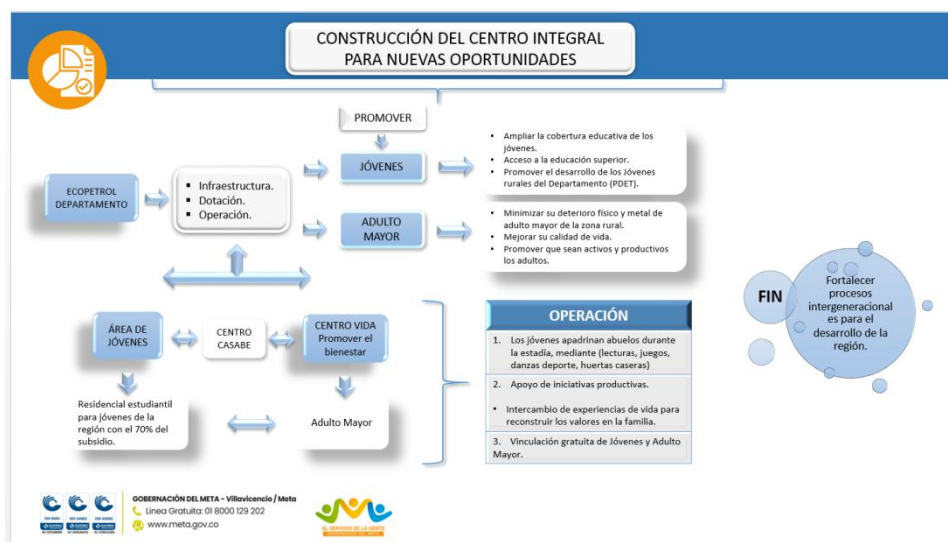 CONSTRUCCIÓN DEL CENTRO INTEGRAL
PARA NUEVAS OPORTUNIDADES
PROMOVER
JÓVENES
• Ampliar la cobertura educativa de los
jóvenes.
• Acceso a la educación superior.
• Promover el desarrollo de los Jóvenes
rurales del Departamento (PDET).
ECOPETROL
DEPARTAMENTO
▪ Infraestructura.
▪ Dotación.
▪ Operación.
ADULTO
MAYOR
• Minimizar su deterioro físico y metal de
adulto mayor de la zona rural.
• Mejorar su calidad de vida.
• Promover que sean activos y productivos
los adultos.
FIN
Fortalecer
procesos
intergeneracional
es para el
desarrollo de la
región.
ÁREA DE
JÓVENES
CENTRO
CASABE
CENTRO VIDA
Promover el
bienestar
Residencial estudiantil
para jóvenes de la
región con el 70% del
subsidio.
Adulto Mayor
OPERACIÓN
1. Los jóvenes apadrinan abuelos durante
la estadía, mediante (lecturas, juegos,
danzas deporte, huertas caseras)
2. Apoyo de iniciativas productivas.
• Intercambio de experiencias de vida para
reconstruir los valores en la familia.
3. Vinculación gratuita de Jóvenes y Adulto
Mayor.
GOBERNACIÓN DEL META - Villavicencio / Meta
Linea Gratuita: 01 8000 129 202
www.meta.gov.co
EL SERVICIO DE LA GENTE
GOBERNACIÓN DEL META